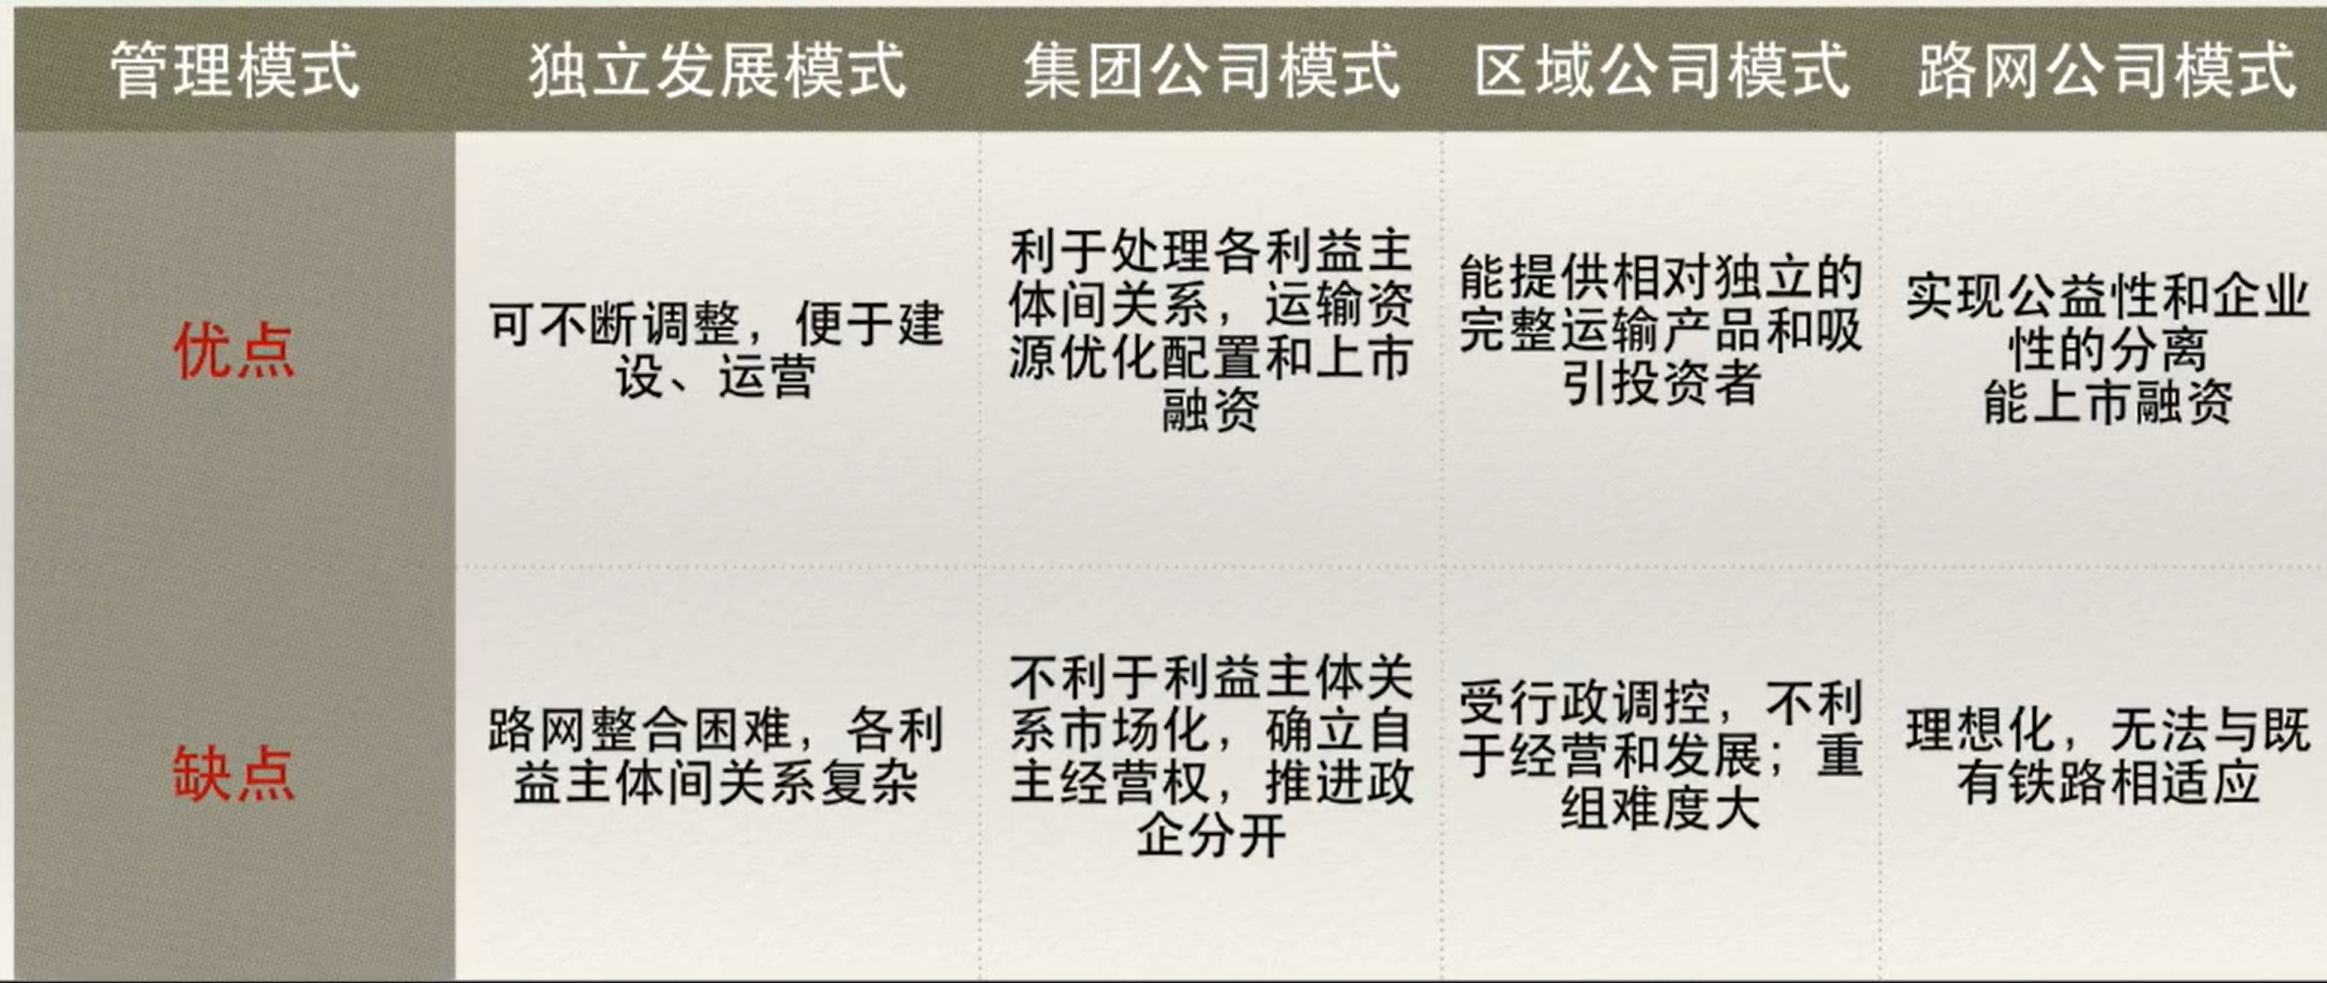 管理模式 独立发展模式 集团公司模式 区域公司模式 路网公司模式
优点
可不断调整，便于建
设、运营
利于处理各利益主
体间关系，运输资
源优化配置和上市
融资
能提供相对独立的
完整运输产品和吸
引投资者
实现公益性和企业
性的分离
能上市融资
缺点
路网整合困难，各利
益主体间关系复杂
不利于利益主体关
系市场化，确立自
主经营权，推进政
企分开
受行政调控，不利
于经营和发展；重
组难度大
理想化，无法与既
有铁路相适应